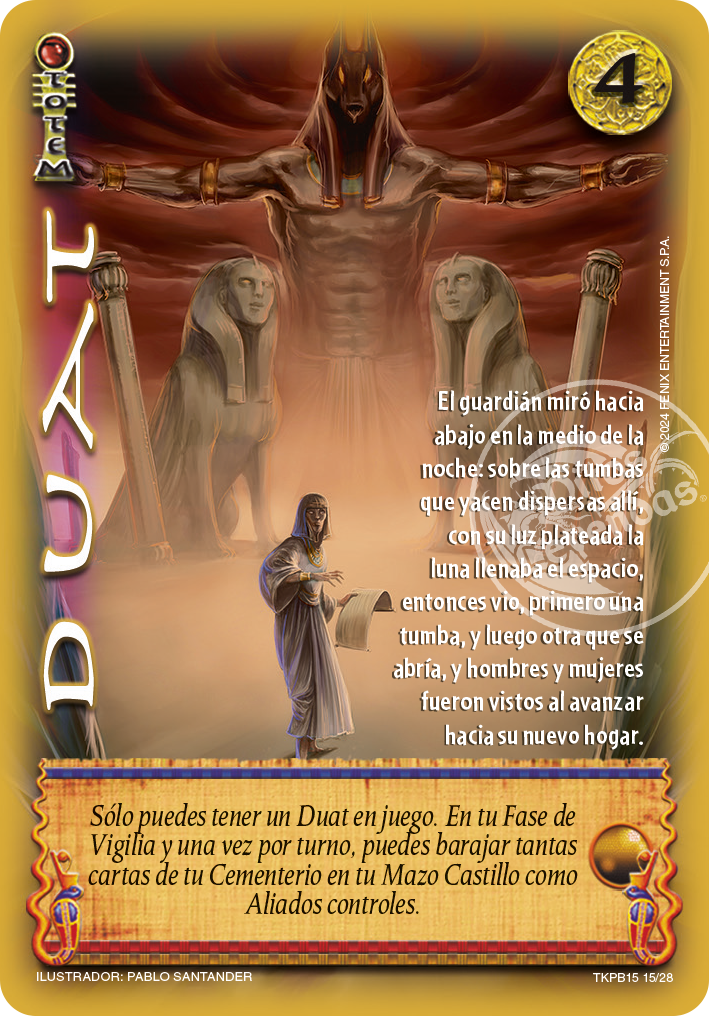 TOTEM
4
DUAT
El guardián miró hacia
abajo en la medio de la
noche: sobre las tumbas
que yacen dispersas allí,
con su luz plateada la
luna llenaba el espacio,
entonces vio, primero una
tumba, y luego otra que se
abría, y hombres y mujeres
fueron vistos al avanzar
hacia su nuevo hogar.
© 2024 FENIX ENTERTAINMENT S.P.A.
Sólo puedes tener un Duat en juego. En tu Fase de
Vigilia y una vez por turno, puedes barajar tantas
cartas de tu Cementerio en tu Mazo Castillo como
Aliados controles.
ILUSTRADOR: PABLO SANTANDER
TKPB15 15/28